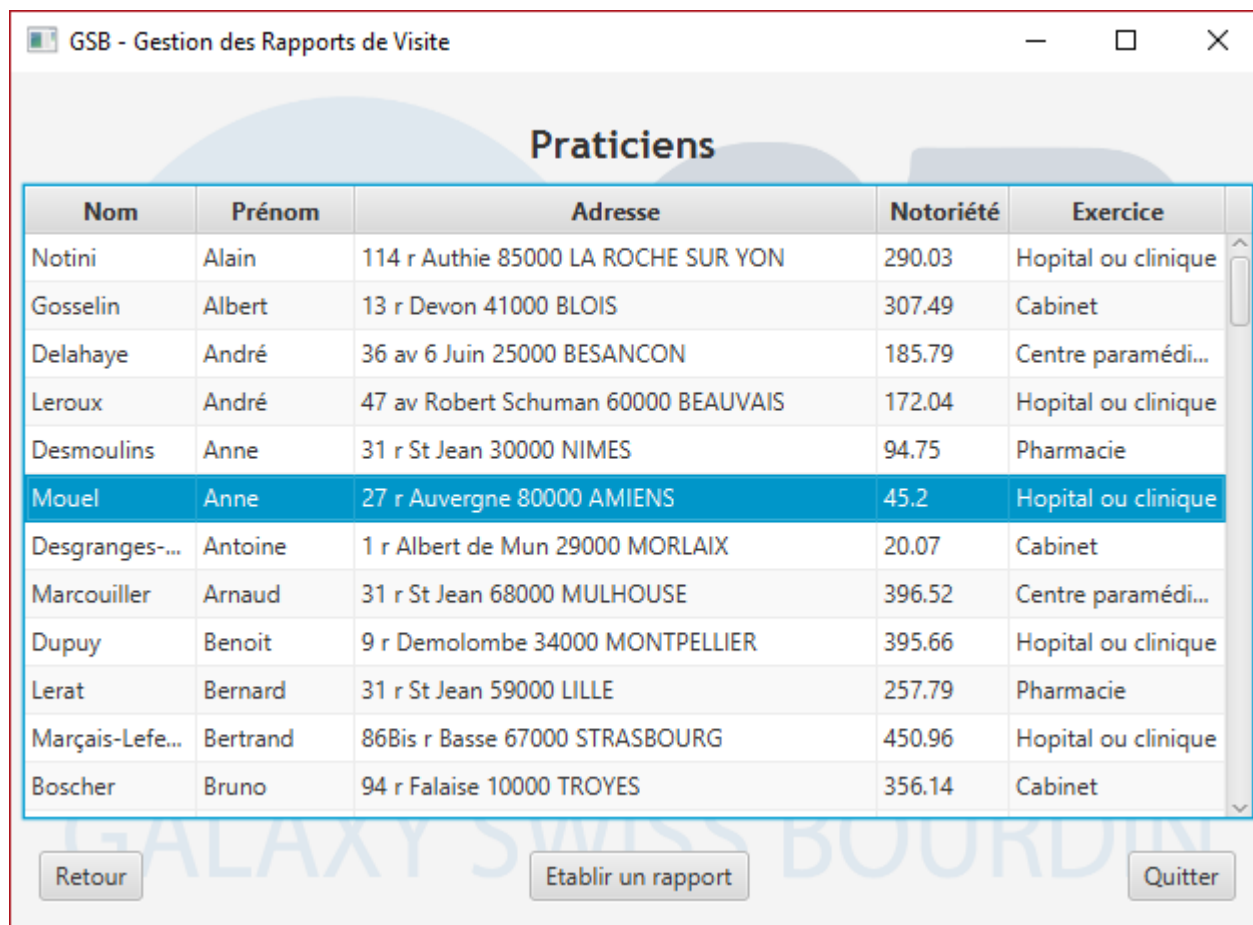 GSB - Gestion des Rapports de Visite
Praticiens
Nom Prénom Adresse Notoriété Exercice
Notini Alain 114 r Authie 85000 LA ROCHE SUR YON 290.03 Hopital ou clinique
Gosselin Albert 13 r Devon 41000 BLOIS 307.49 Cabinet
Delahaye André 36 av 6 Juin 25000 BESANCON 185.79 Centre paramédi...
Leroux André 47 av Robert Schuman 60000 BEAUVAIS 172.04 Hopital ou clinique
Desmoulins Anne 31 r St Jean 30000 NIMES 94.75 Pharmacie
Mouel Anne 27 r Auvergne 80000 AMIENS 45.2 Hopital ou clinique
Desgranges-... Antoine 1 r Albert de Mun 29000 MORLAIX 20.07 Cabinet
Marcouiller Arnaud 31 r St Jean 68000 MULHOUSE 396.52 Centre paramédi...
Dupuy Benoit 9 r Demolombe 34000 MONTPELLIER 395.66 Hopital ou clinique
Lerat Bernard 31 r St Jean 59000 LILLE 257.79 Pharmacie
Marçais-Lefe... Bertrand 86Bis r Basse 67000 STRASBOURG 450.96 Hopital ou clinique
Boscher Bruno 94 r Falaise 10000 TROYES 356.14 Cabinet
GALAXY SWISS BOURDIN
Retour Etablir un rapport Quitter